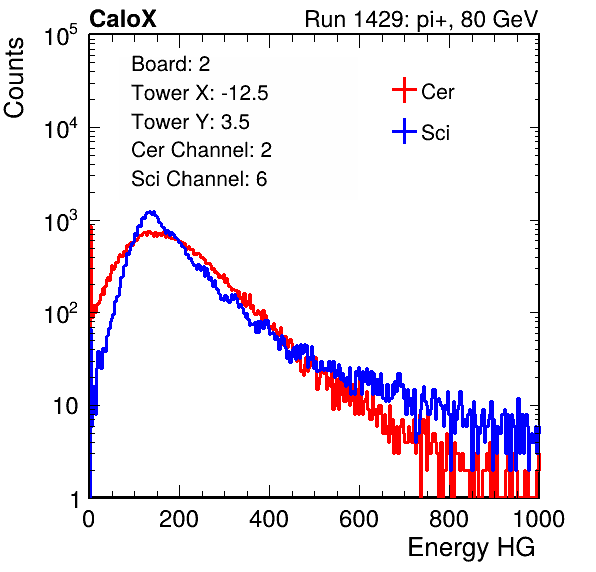 CaloX Run 1429: pi+, 80 GeV
Counts
10^5
Board: 2
Tower X: -12.5
Tower Y: 3.5
Cer Channel: 2
Sci Channel: 6
Cer
Sci
10^4
10^3
10^2
10
1
0 200 400 600 800 1000
Energy HG